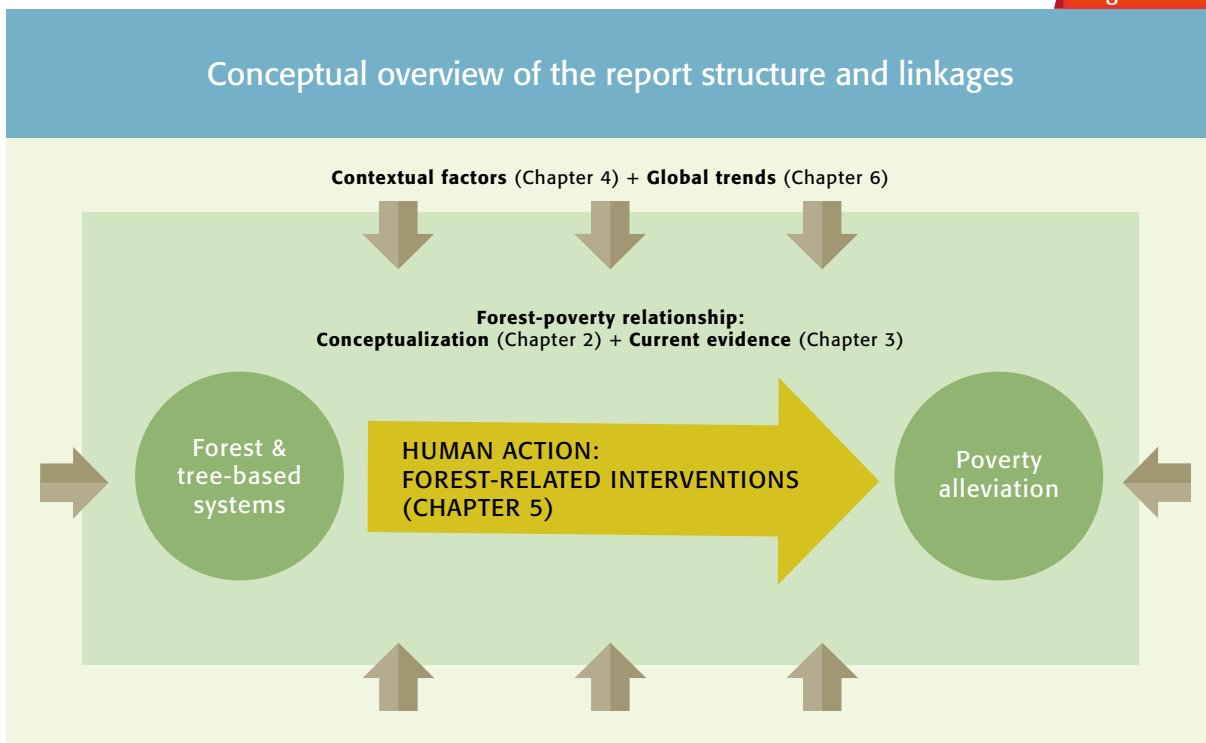 Conceptual overview of the report structure and linkages
Contextual factors (Chapter 4) + Global trends (Chapter 6)
Forest-poverty relationship:
Conceptualization (Chapter 2) + Current evidence (Chapter 3)
Forest &
tree-based
systems
HUMAN ACTION:
FOREST-RELATED INTERVENTIONS
(CHAPTER 5)
Poverty
alleviation